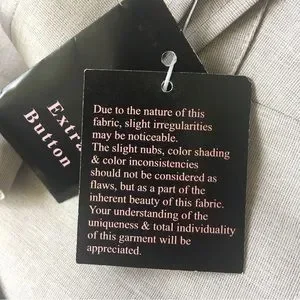 Extra
Button
Due to the nature of this
fabric, slight irregularities
may be noticeable.
The slight nubs, color shading
& color inconsistencies
should not be considered as
flaws, but as a part of the
inherent beauty of this fabric.
Your understanding of the
uniqueness & total individuality
of this garment will be
appreciated.